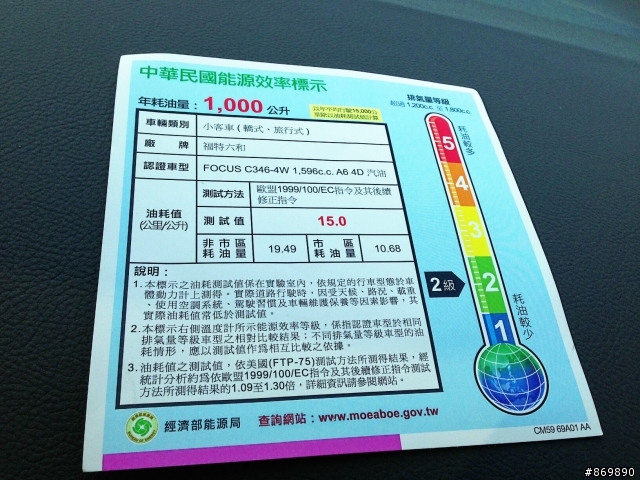 中華民國能源效率標示
年耗油量：1,000 公升
以年平均行駛15,000公
里除以油耗測試值計算
車輛類別 小客車 ( 轎式、旅行式 )
廠 牌 福特六和
認證車型 FOCUS C346-4W 1,596c.c. A6 4D 汽油
油耗值
(公里/公升)
測試方法 歐盟1999/100/EC指令及其後續
修正指令
測 試 值 15.0
非 市 區
耗 油 量 19.49 市 區
耗 油 量 10.68
說明：
1. 本標示之油耗測試值係在實驗室內，依規定的行車型態於車
體動力計上測得。實際道路行駛時，因受天候、路況、載重
、使用空調系統、駕駛習慣及車輛維護保養等因素影響，其
實際油耗值常低於測試值。
2. 本標示右側溫度計所示能源效率等級，係指認證車型於相同
排氣量等級車型之相對比較結果；不同排氣量等級車型的油
耗情形，應以測試值作為相互比較之依據。
3. 油耗值之測試值，依美國(FTP-75)測試方法所測得結果，經
統計分析約為依歐盟1999/100/EC指令及其後續修正指令測試
方法所測得結果的1.09至1.30倍，詳細資訊請參閱網站。
經濟部能源局 查詢網站：www.moeaboe.gov.tw
排氣量等級
超過 1,200c.c. 至 1,800c.c.
耗油較多
5
4
3
2
1
2 級
耗油較少
CM59 69A01 AA
#869890